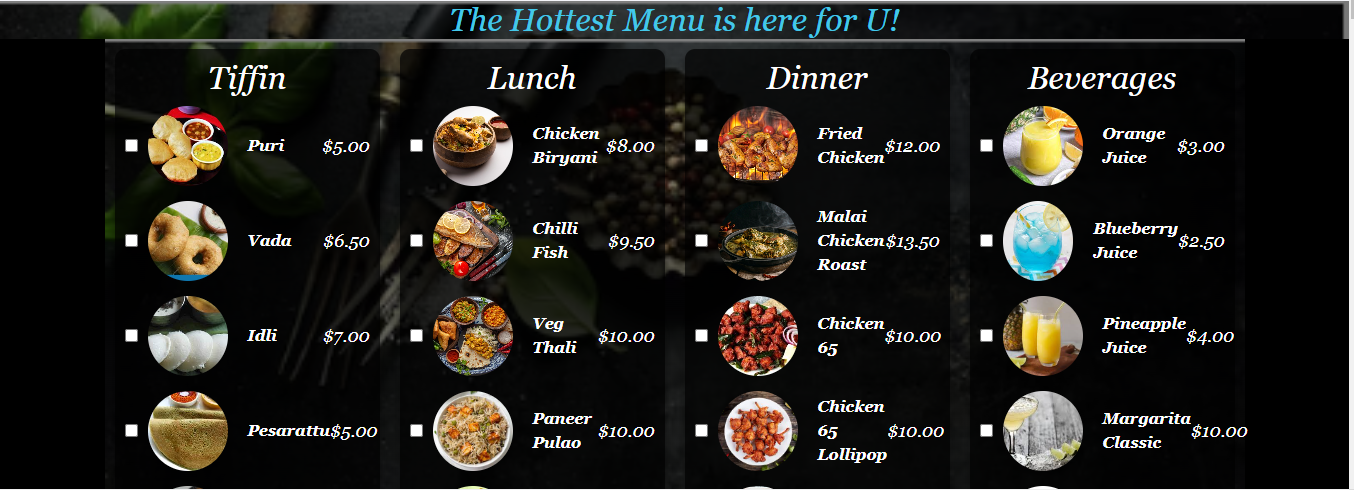 The Hottest Menu is here for U!
Tiffin
Puri $5.00
Vada $6.50
Idli $7.00
Pesarattu $5.00
Lunch
Chicken
Biryani
$8.00
Chilli
Fish
$9.50
Veg
Thali
$10.00
Paneer
Pulao
$10.00
Dinner
Fried
Chicken
$12.00
Malai
Chicken
Roast
$13.50
Chicken
65
$10.00
Chicken
65
Lollipop
$10.00
Beverages
Orange
Juice
$3.00
Blueberry
Juice
$2.50
Pineapple
Juice
$4.00
Margarita
Classic
$10.00